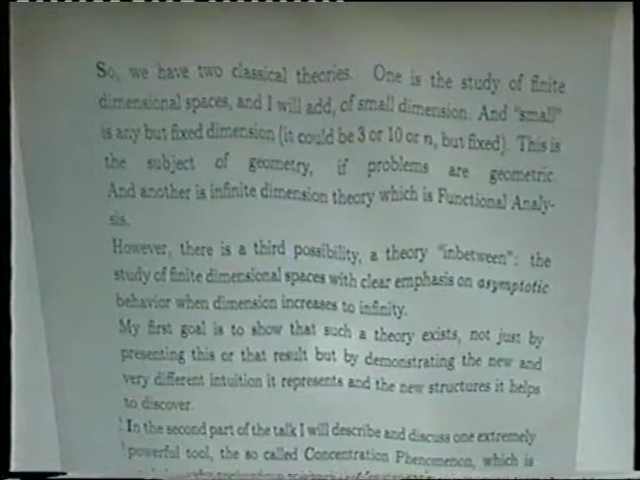 So, we have two classical theories. One is the study of finite
dimensional spaces, and I will add, of small dimension. And "small"
is any but fixed dimension (it could be 3 or 10 or n, but fixed). This is
the subject of geometry, if problems are geometric.
And another is infinite dimension theory which is Functional Analy-
sis.
However, there is a third possibility, a theory "inbetween": the
study of finite dimensional spaces with clear emphasis on asymptotic
behavior when dimension increases to infinity.
My first goal is to show that such a theory exists, not just by
presenting this or that result but by demonstrating the new and
very different intuition it represents and the new structures it helps
to discover.
In the second part of the talk I will describe and discuss one extremely
powerful tool, the so called Concentration Phenomenon, which is